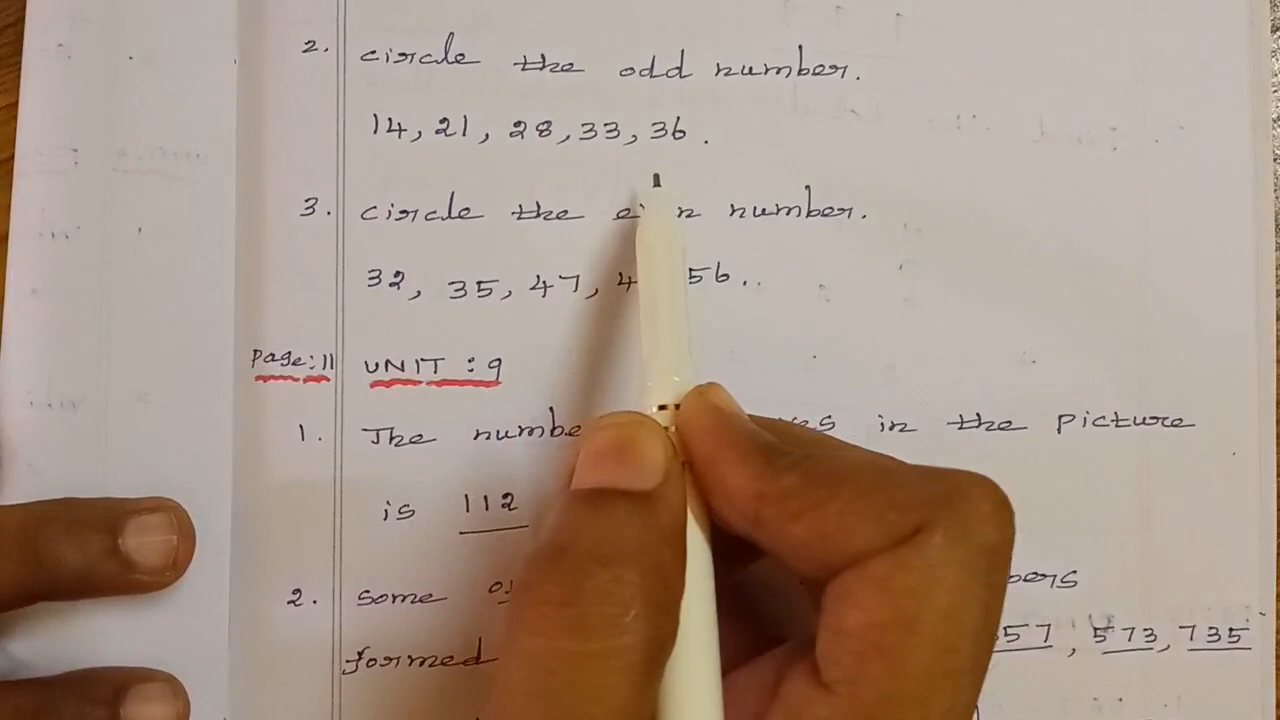 2. circle the odd number.
14, 21, 28, 33, 36.
3. circle the number.
32, 35, 47, 56..
Page: 11 UNIT : 9
1. The in the picture
is 112
2. some
formed 573, 735